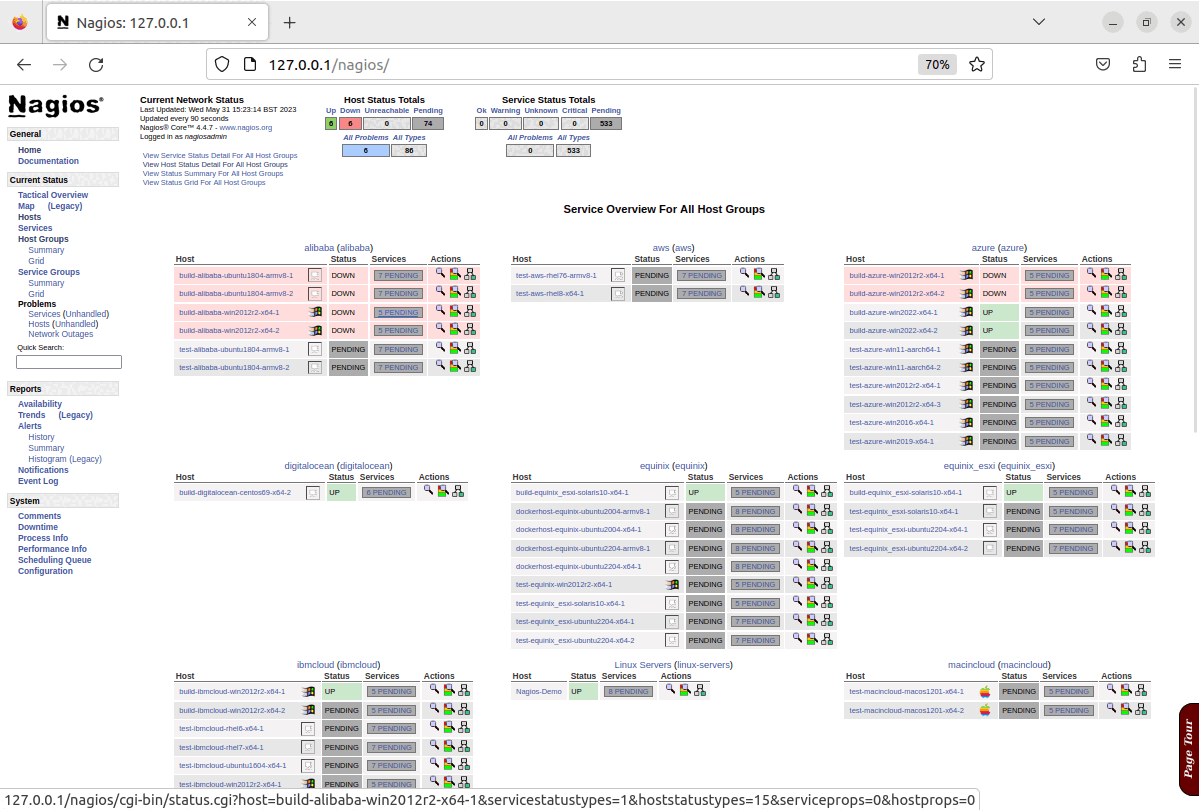 Nagios: 127.0.0.1
127.0.0.1/nagios/
70%
Nagios®
General
Home
Documentation
Current Status
Tactical Overview
Map (Legacy)
Hosts
Services
Host Groups
Summary
Grid
Service Groups
Summary
Grid
Problems
Services (Unhandled)
Hosts (Unhandled)
Network Outages
Quick Search:
Reports
Availability
Trends (Legacy)
Alerts
History
Summary
Histogram (Legacy)
Notifications
Event Log
System
Comments
Downtime
Process Info
Performance Info
Scheduling Queue
Configuration
Current Network Status
Last Updated: Wed May 31 15:23:14 BST 2023
Updated every 90 seconds
Nagios® Core™ 4.4.7 - www.nagios.org
Logged in as nagiosadmin
View Service Status Detail For All Host Groups
View Host Status Detail For All Host Groups
View Status Summary For All Host Groups
View Status Grid For All Host Groups
Host Status Totals
Up Down Unreachable Pending
6 6 0 74
All Problems All Types
6 86
Service Status Totals
Ok Warning Unknown Critical Pending
0 0 0 0 533
All Problems All Types
0 533
Service Overview For All Host Groups
alibaba (alibaba)
Host Status Services Actions
build-alibaba-ubuntu1804-armv8-1 DOWN 7 PENDING
build-alibaba-ubuntu1804-armv8-2 DOWN 7 PENDING
build-alibaba-win2012r2-x64-1 DOWN 5 PENDING
build-alibaba-win2012r2-x64-2 DOWN 5 PENDING
test-alibaba-ubuntu1804-armv8-1 PENDING 7 PENDING
test-alibaba-ubuntu1804-armv8-2 PENDING 7 PENDING
aws (aws)
Host Status Services Actions
test-aws-rhel76-armv8-1 PENDING 7 PENDING
test-aws-rhel8-x64-1 PENDING 7 PENDING
azure (azure)
Host Status Services Actions
build-azure-win2012r2-x64-1 DOWN 5 PENDING
build-azure-win2012r2-x64-2 DOWN 5 PENDING
build-azure-win2022-x64-1 UP 5 PENDING
build-azure-win2022-x64-2 UP 5 PENDING
test-azure-win11-aarch64-1 PENDING 5 PENDING
test-azure-win11-aarch64-2 PENDING 5 PENDING
test-azure-win2012r2-x64-1 PENDING 5 PENDING
test-azure-win2012r2-x64-3 PENDING 5 PENDING
test-azure-win2016-x64-1 PENDING 5 PENDING
test-azure-win2019-x64-1 PENDING 5 PENDING
digitalocean (digitalocean)
Host Status Services Actions
build-digitalocean-centos69-x64-2 UP 6 PENDING
equinix (equinix)
Host Status Services Actions
build-equinix_esxi-solaris10-x64-1 UP 5 PENDING
dockerhost-equinix-ubuntu2004-armv8-1 PENDING 8 PENDING
dockerhost-equinix-ubuntu2004-x64-1 PENDING 8 PENDING
dockerhost-equinix-ubuntu2204-armv8-1 PENDING 8 PENDING
dockerhost-equinix-ubuntu2204-x64-1 PENDING 8 PENDING
test-equinix-win2012r2-x64-1 PENDING 5 PENDING
test-equinix_esxi-solaris10-x64-1 PENDING 5 PENDING
test-equinix_esxi-ubuntu2204-x64-1 PENDING 7 PENDING
test-equinix_esxi-ubuntu2204-x64-2 PENDING 7 PENDING
equinix_esxi (equinix_esxi)
Host Status Services Actions
build-equinix_esxi-solaris10-x64-1 UP 5 PENDING
test-equinix_esxi-solaris10-x64-1 PENDING 5 PENDING
test-equinix_esxi-ubuntu2204-x64-1 PENDING 7 PENDING
test-equinix_esxi-ubuntu2204-x64-2 PENDING 7 PENDING
ibmcloud (ibmcloud)
Host Status Services Actions
build-ibmcloud-win2012r2-x64-1 UP 5 PENDING
build-ibmcloud-win2012r2-x64-2 PENDING 5 PENDING
test-ibmcloud-rhel6-x64-1 PENDING 7 PENDING
test-ibmcloud-rhel7-x64-1 PENDING 7 PENDING
test-ibmcloud-ubuntu1604-x64-1 PENDING 7 PENDING
test-ibmcloud-win2012r2-x64-1 PENDING 5 PENDING
Linux Servers (linux-servers)
Host Status Services Actions
Nagios-Demo UP 8 PENDING
macincloud (macincloud)
Host Status Services Actions
test-macincloud-macos1201-x64-1 PENDING 5 PENDING
test-macincloud-macos1201-x64-2 PENDING 5 PENDING
Page Tour
127.0.0.1/nagios/cgi-bin/status.cgi?host=build-alibaba-win2012r2-x64-1&servicestatustypes=1&hoststatustypes=15&serviceprops=0&hostprops=0